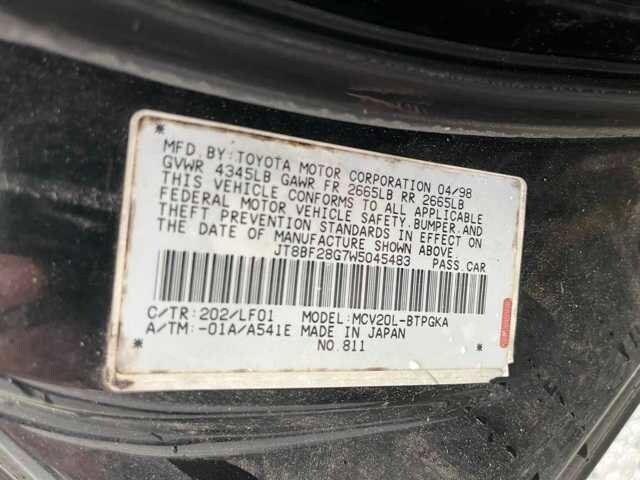 MFD. BY: TOYOTA MOTOR CORPORATION 04/98
GVWR 4345LB GAWR FR 2665LB RR 2665LB
THIS VEHICLE CONFORMS TO ALL APPLICABLE
FEDERAL MOTOR VEHICLE SAFETY, BUMPER, AND
THEFT PREVENTION STANDARDS IN EFFECT ON
THE DATE OF MANUFACTURE SHOWN ABOVE.
JT8BF28G7W5045483 PASS.CAR
C/TR:202/LF01 MODEL:MCV20L-BTPGKA
A/TM:-01A/A541E MADE IN JAPAN
NO.811